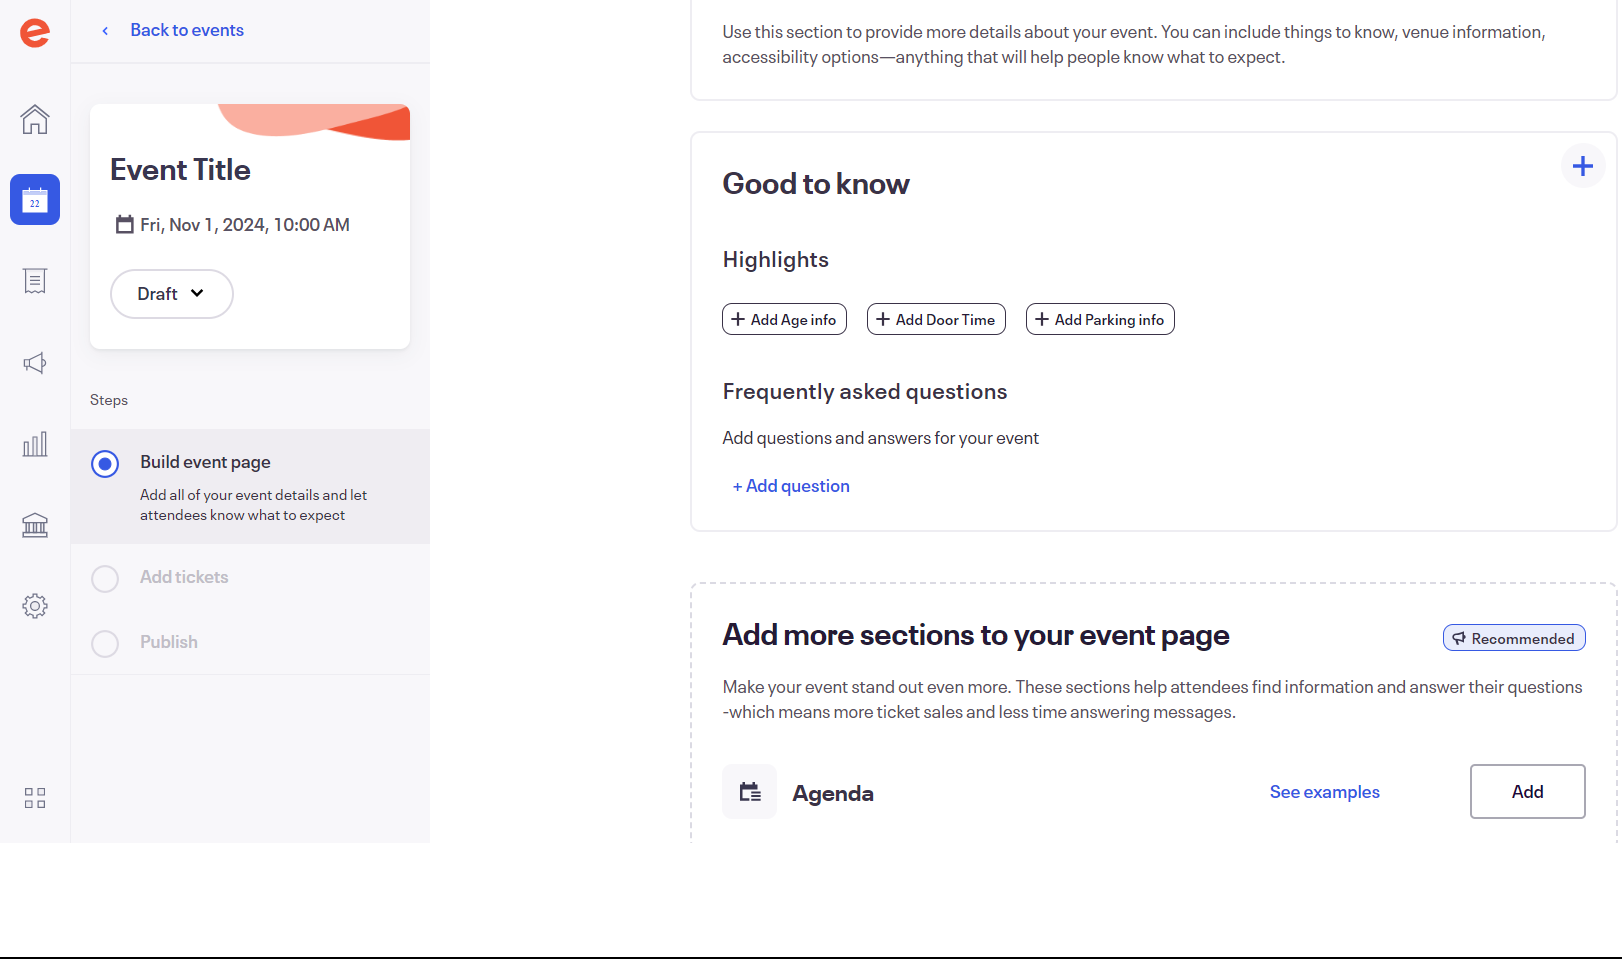 Back to events
Event Title
Fri, Nov 1, 2024, 10:00 AM
Draft
22
Steps
Build event page
Add all of your event details and let
attendees know what to expect
Add tickets
Publish
Use this section to provide more details about your event. You can include things to know, venue information,
accessibility options—anything that will help people know what to expect.
Good to know
Highlights
+ Add Age info
+ Add Door Time
+ Add Parking info
Frequently asked questions
Add questions and answers for your event
+ Add question
Add more sections to your event page
Recommended
Make your event stand out even more. These sections help attendees find information and answer their questions
-which means more ticket sales and less time answering messages.
Agenda
See examples
Add